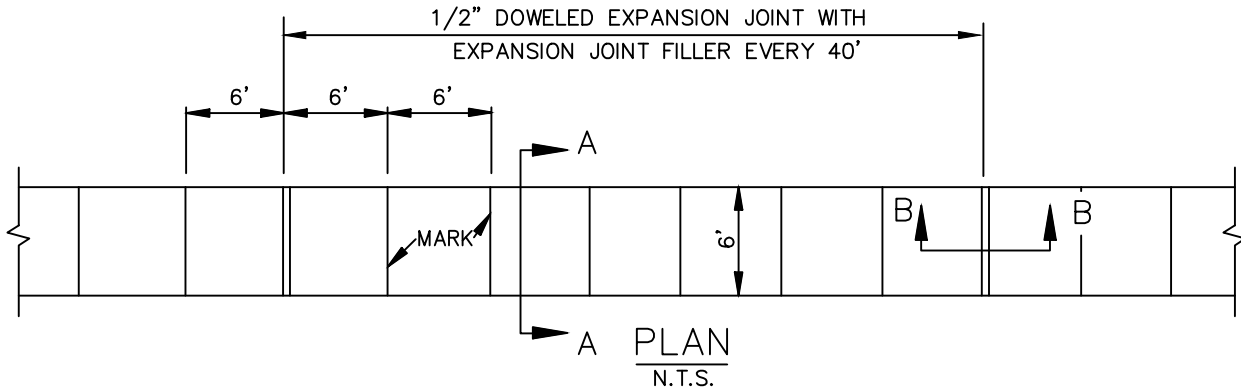 1/2" DOWELED EXPANSION JOINT WITH
EXPANSION JOINT FILLER EVERY 40'
6' 6' 6'
A
MARK
6'
B B
A
PLAN
N.T.S.